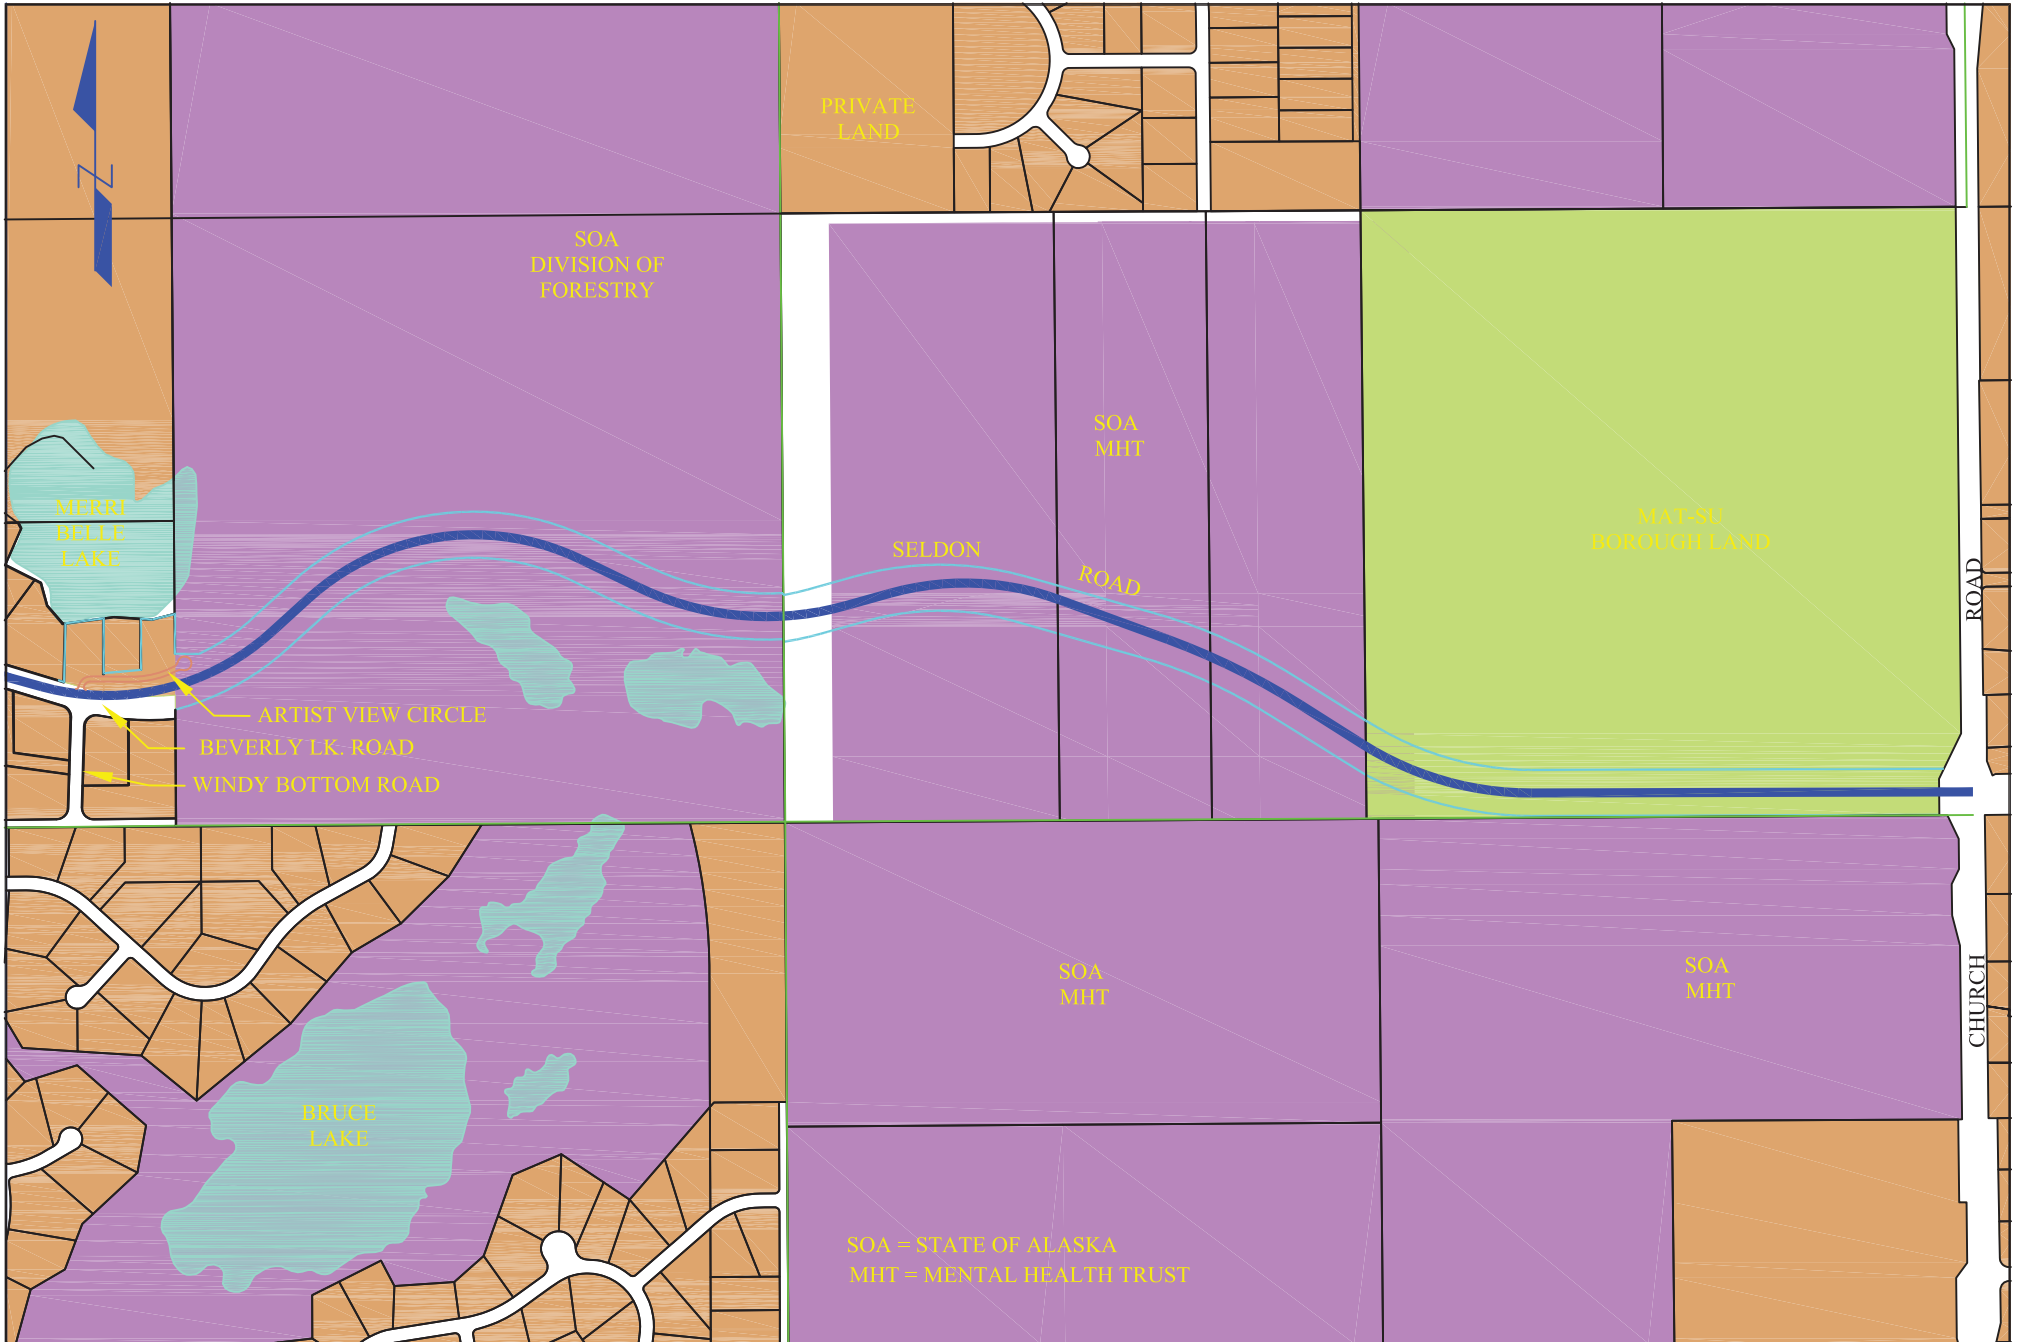 PRIVATE
LAND
N
SOA
DIVISION OF
FORESTRY
SOA
MHT
MERRI
BELLE
LAKE
MAT-SU
BOROUGH LAND
SELDON
ROAD
ROAD
ARTIST VIEW CIRCLE
BEVERLY LK. ROAD
WINDY BOTTOM ROAD
SOA
MHT
SOA
MHT
CHURCH
BRUCE
LAKE
SOA = STATE OF ALASKA
MHT = MENTAL HEALTH TRUST